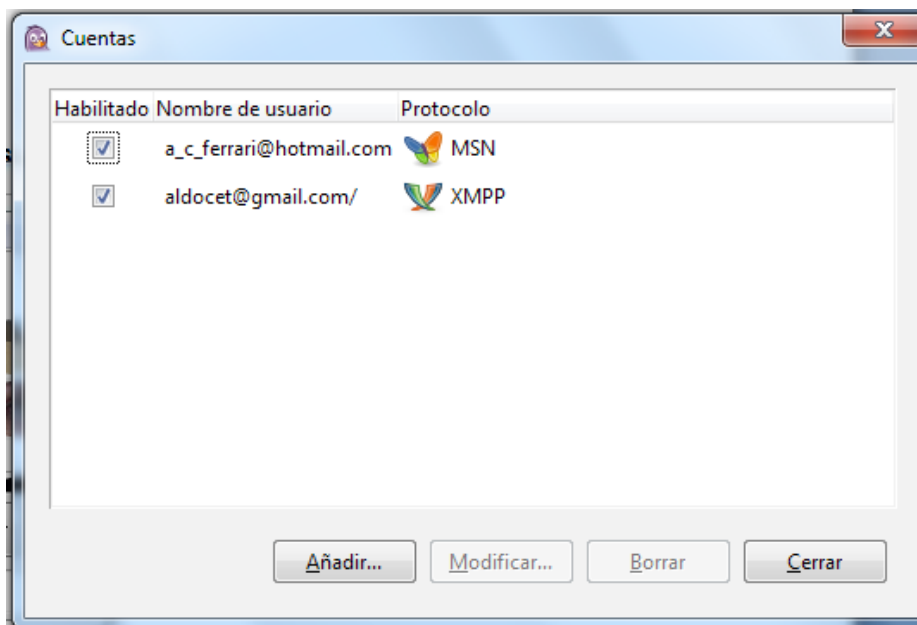 Cuentas
Habilitado Nombre de usuario Protocolo
a_c_ferrari@hotmail.com MSN
aldocet@gmail.com/ XMPP
Añadir... Modificar... Borrar Cerrar